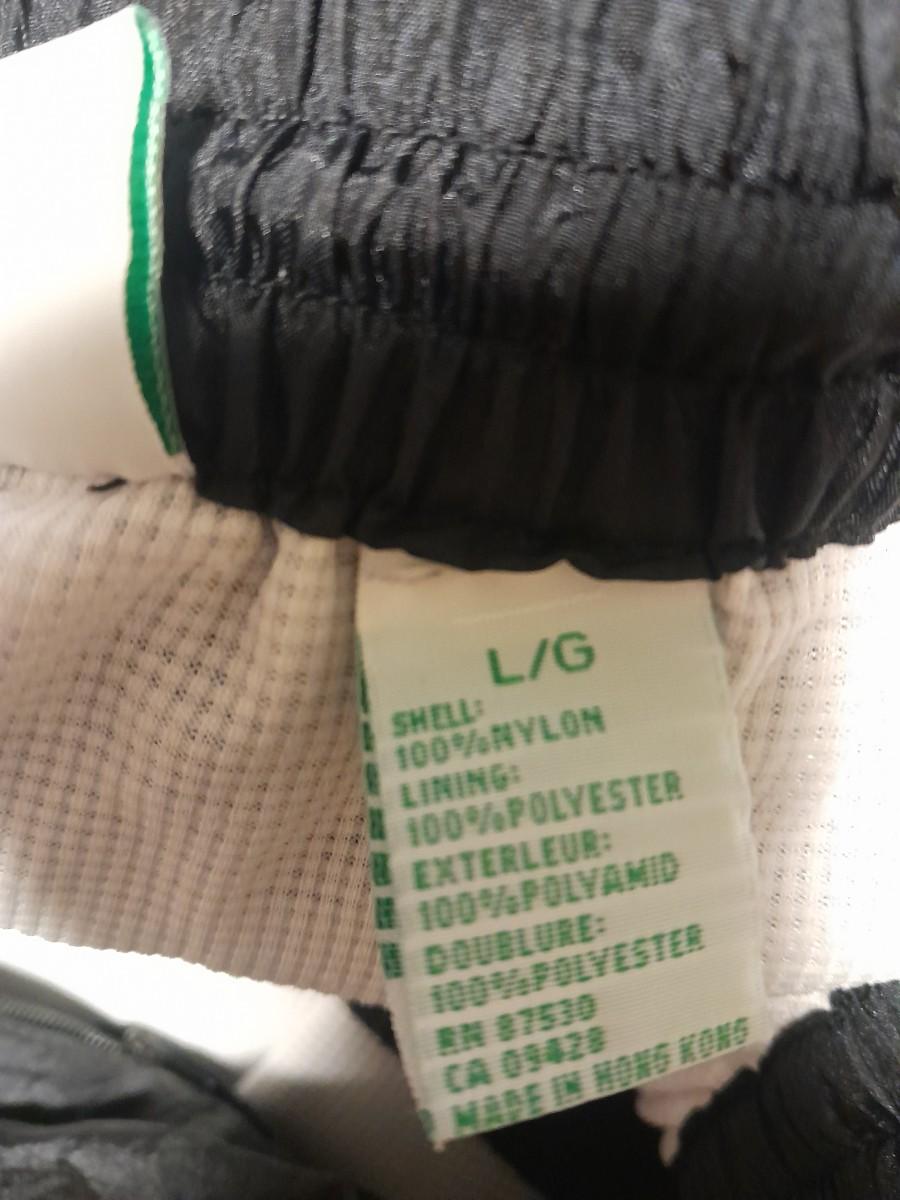 L/G
SHELL:
100%NYLON
LINING:
100%POLYESTER
EXTERLEUR:
100%POLYAMID
DOUBLURE:
100%POLYESTER
RN 87530
CA 09428
MADE IN HONG KONG